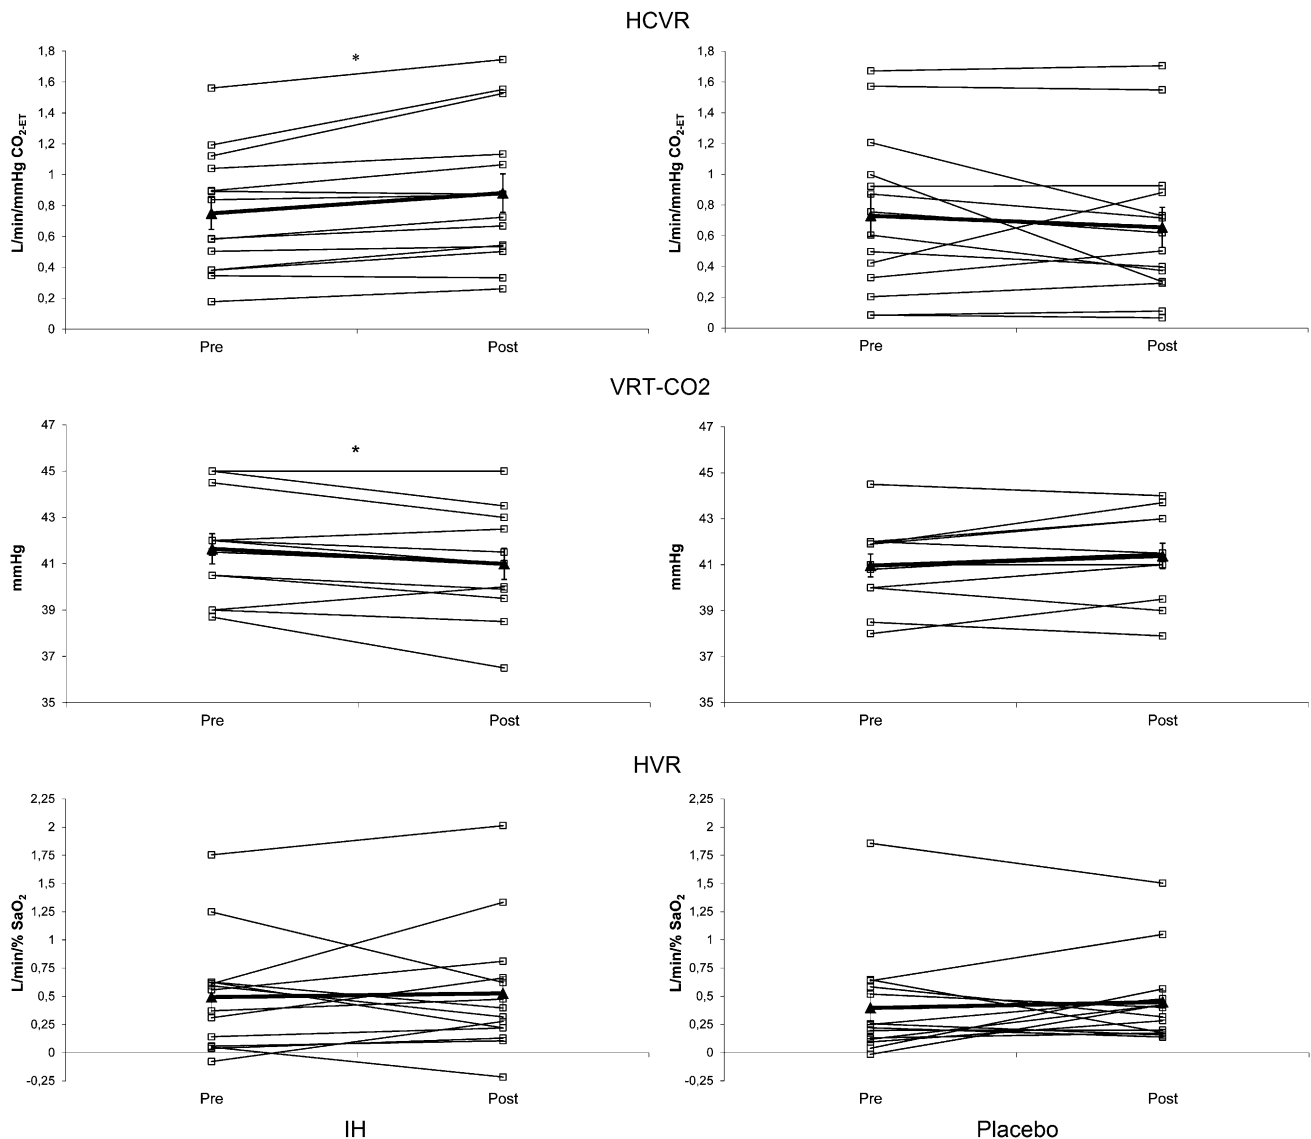 HCVR
*
1,8
1,6
1,4
1,2
1
0,8
0,6
0,4
0,2
0
L/min/mmHg CO2-ET
Pre
Post
1,8
1,6
1,4
1,2
1
0,8
0,6
0,4
0,2
0
L/min/mmHg CO2-ET
Pre
Post
VRT-CO2
*
47
45
43
41
39
37
35
mmHg
Pre
Post
47
45
43
41
39
37
35
mmHg
Pre
Post
HVR
2,25
2
1,75
1,5
1,25
1
0,75
0,5
0,25
0
-0,25
L/min/% SaO2
Pre
Post
IH
2,25
2
1,75
1,5
1,25
1
0,75
0,5
0,25
0
-0,25
L/min/% SaO2
Pre
Post
Placebo